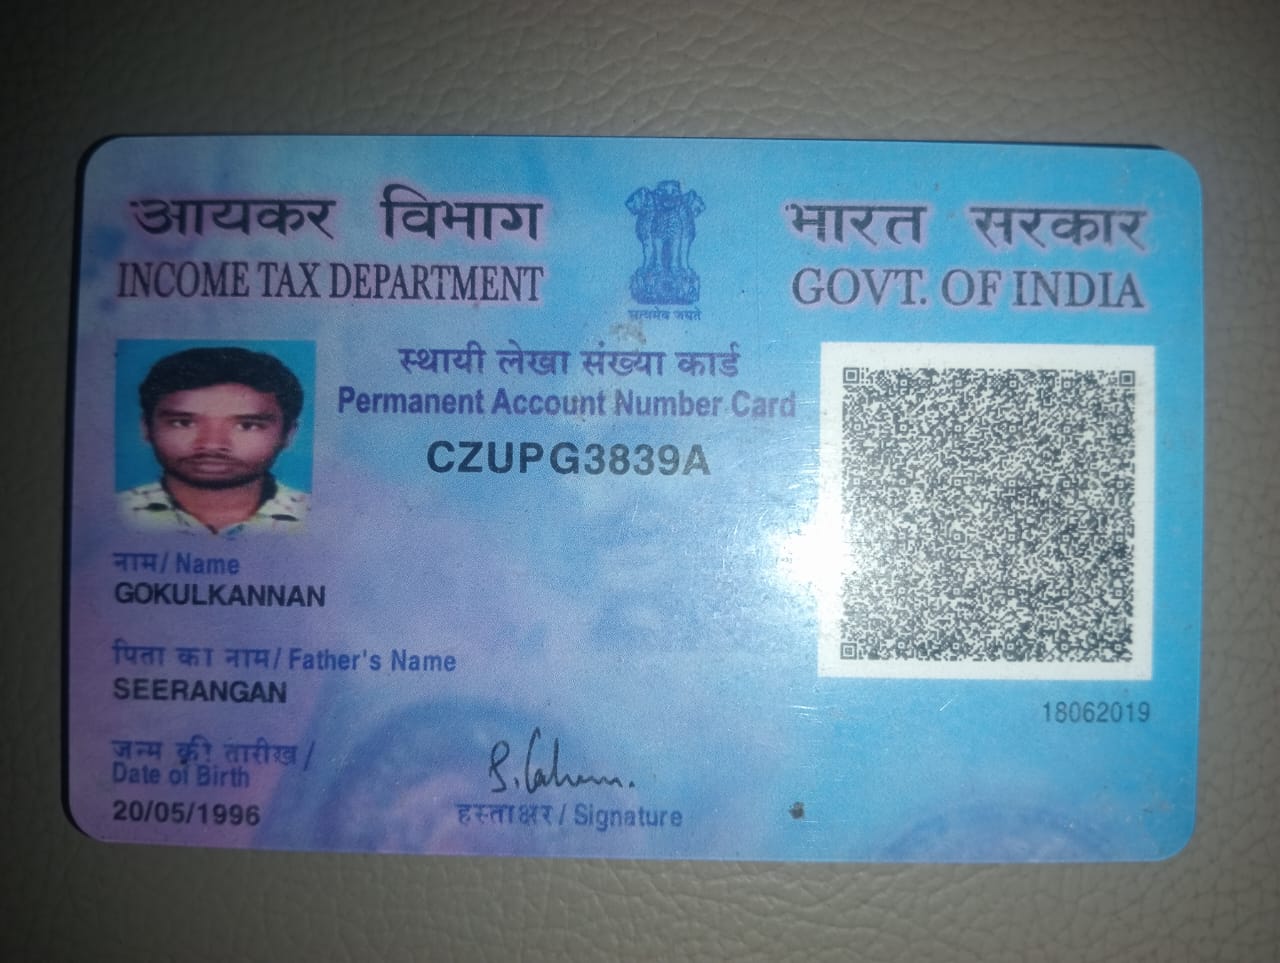 आयकर विभाग
INCOME TAX DEPARTMENT
सत्यमेव जयते
भारत सरकार
GOVT. OF INDIA
स्थायी लेखा संख्या कार्ड
Permanent Account Number Card
CZUPG3839A
नाम / Name
GOKULKANNAN
पिता का नाम / Father's Name
SEERANGAN
जन्म की तारीख /
Date of Birth
20/05/1996
हस्ताक्षर / Signature
18062019